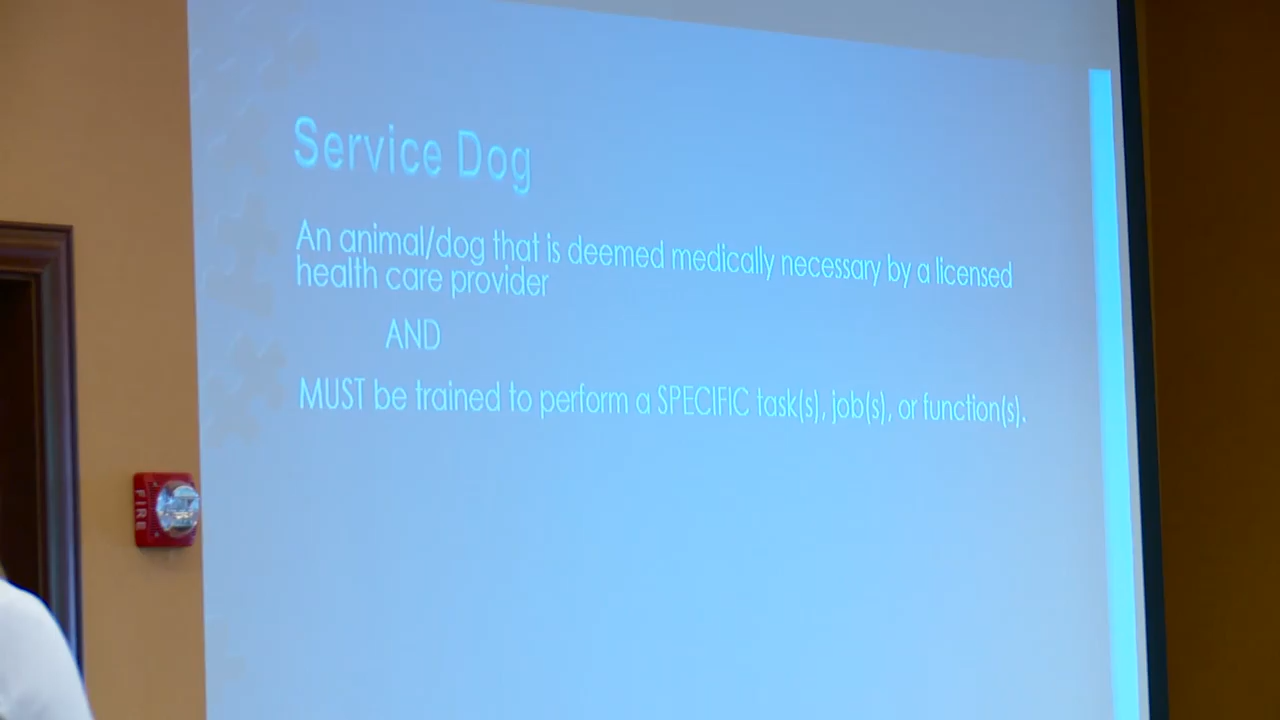 Service Dog
An animal/dog that is deemed medically necessary by a licensed
health care provider
AND
MUST be trained to perform a SPECIFIC task(s), job(s), or function(s).
FIRE